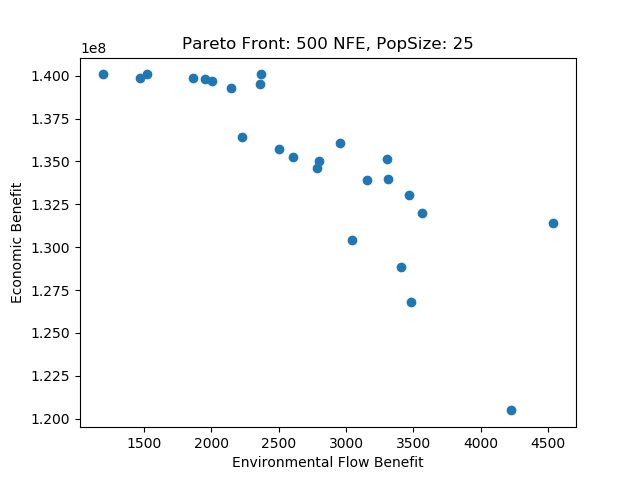 Pareto Front: 500 NFE, PopSize: 25
1e8
1.400
1.375
1.350
1.325
1.300
1.275
1.250
1.225
1.200
Economic Benefit
1500 2000 2500 3000 3500 4000 4500
Environmental Flow Benefit